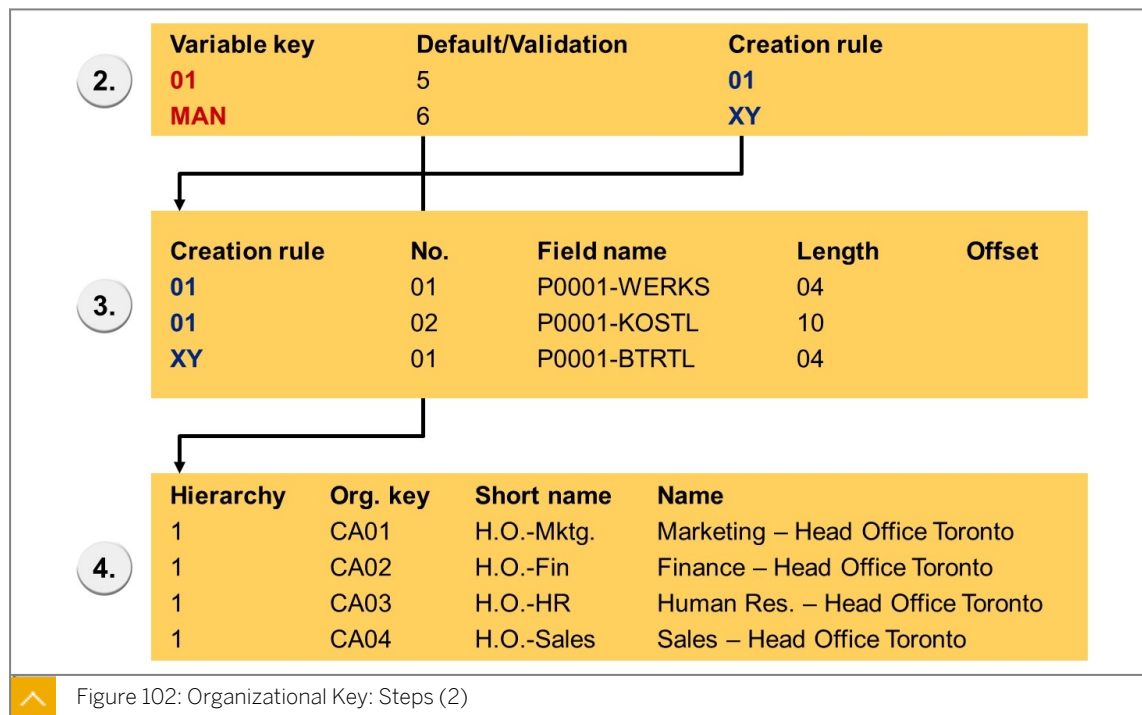 Variable key Default/Validation Creation rule
2.
01 5 01
MAN 6 XY
Creation rule No. Field name Length Offset
01 01 P0001-WERKS 04
3.
01 02 P0001-KOSTL 10
XY 01 P0001-BTRTL 04
Hierarchy Org. key Short name Name
1 CA01 H.O.-Mktg. Marketing – Head Office Toronto
4.
1 CA02 H.O.-Fin Finance – Head Office Toronto
1 CA03 H.O.-HR Human Res. – Head Office Toronto
1 CA04 H.O.-Sales Sales – Head Office Toronto
Figure 102: Organizational Key: Steps (2)